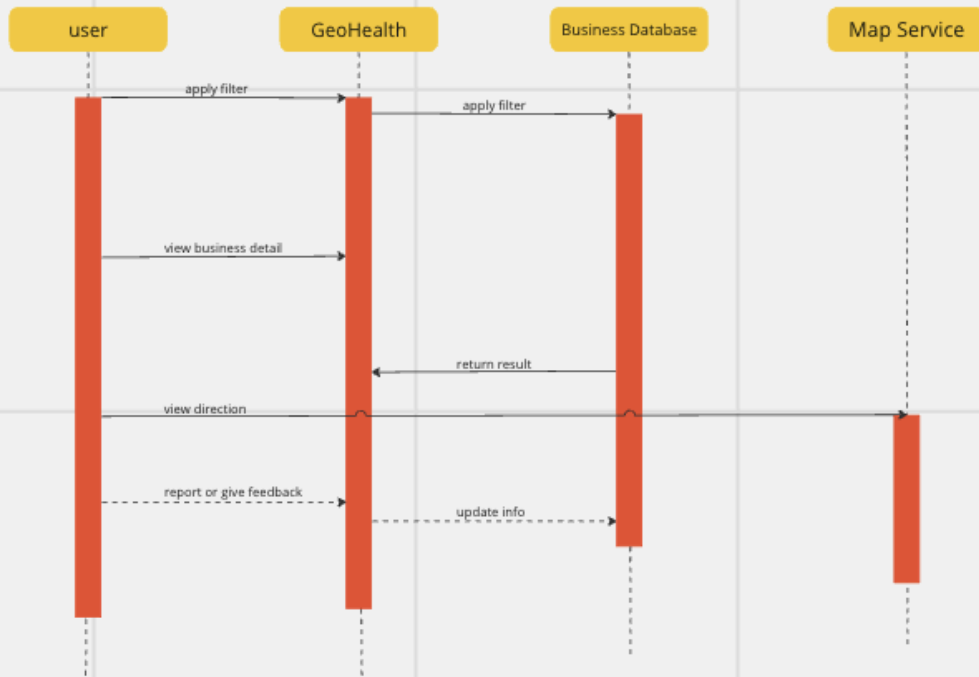 user
GeoHealth
Business Database
Map Service
apply filter
apply filter
view business detail
return result
view direction
report or give feedback
update info